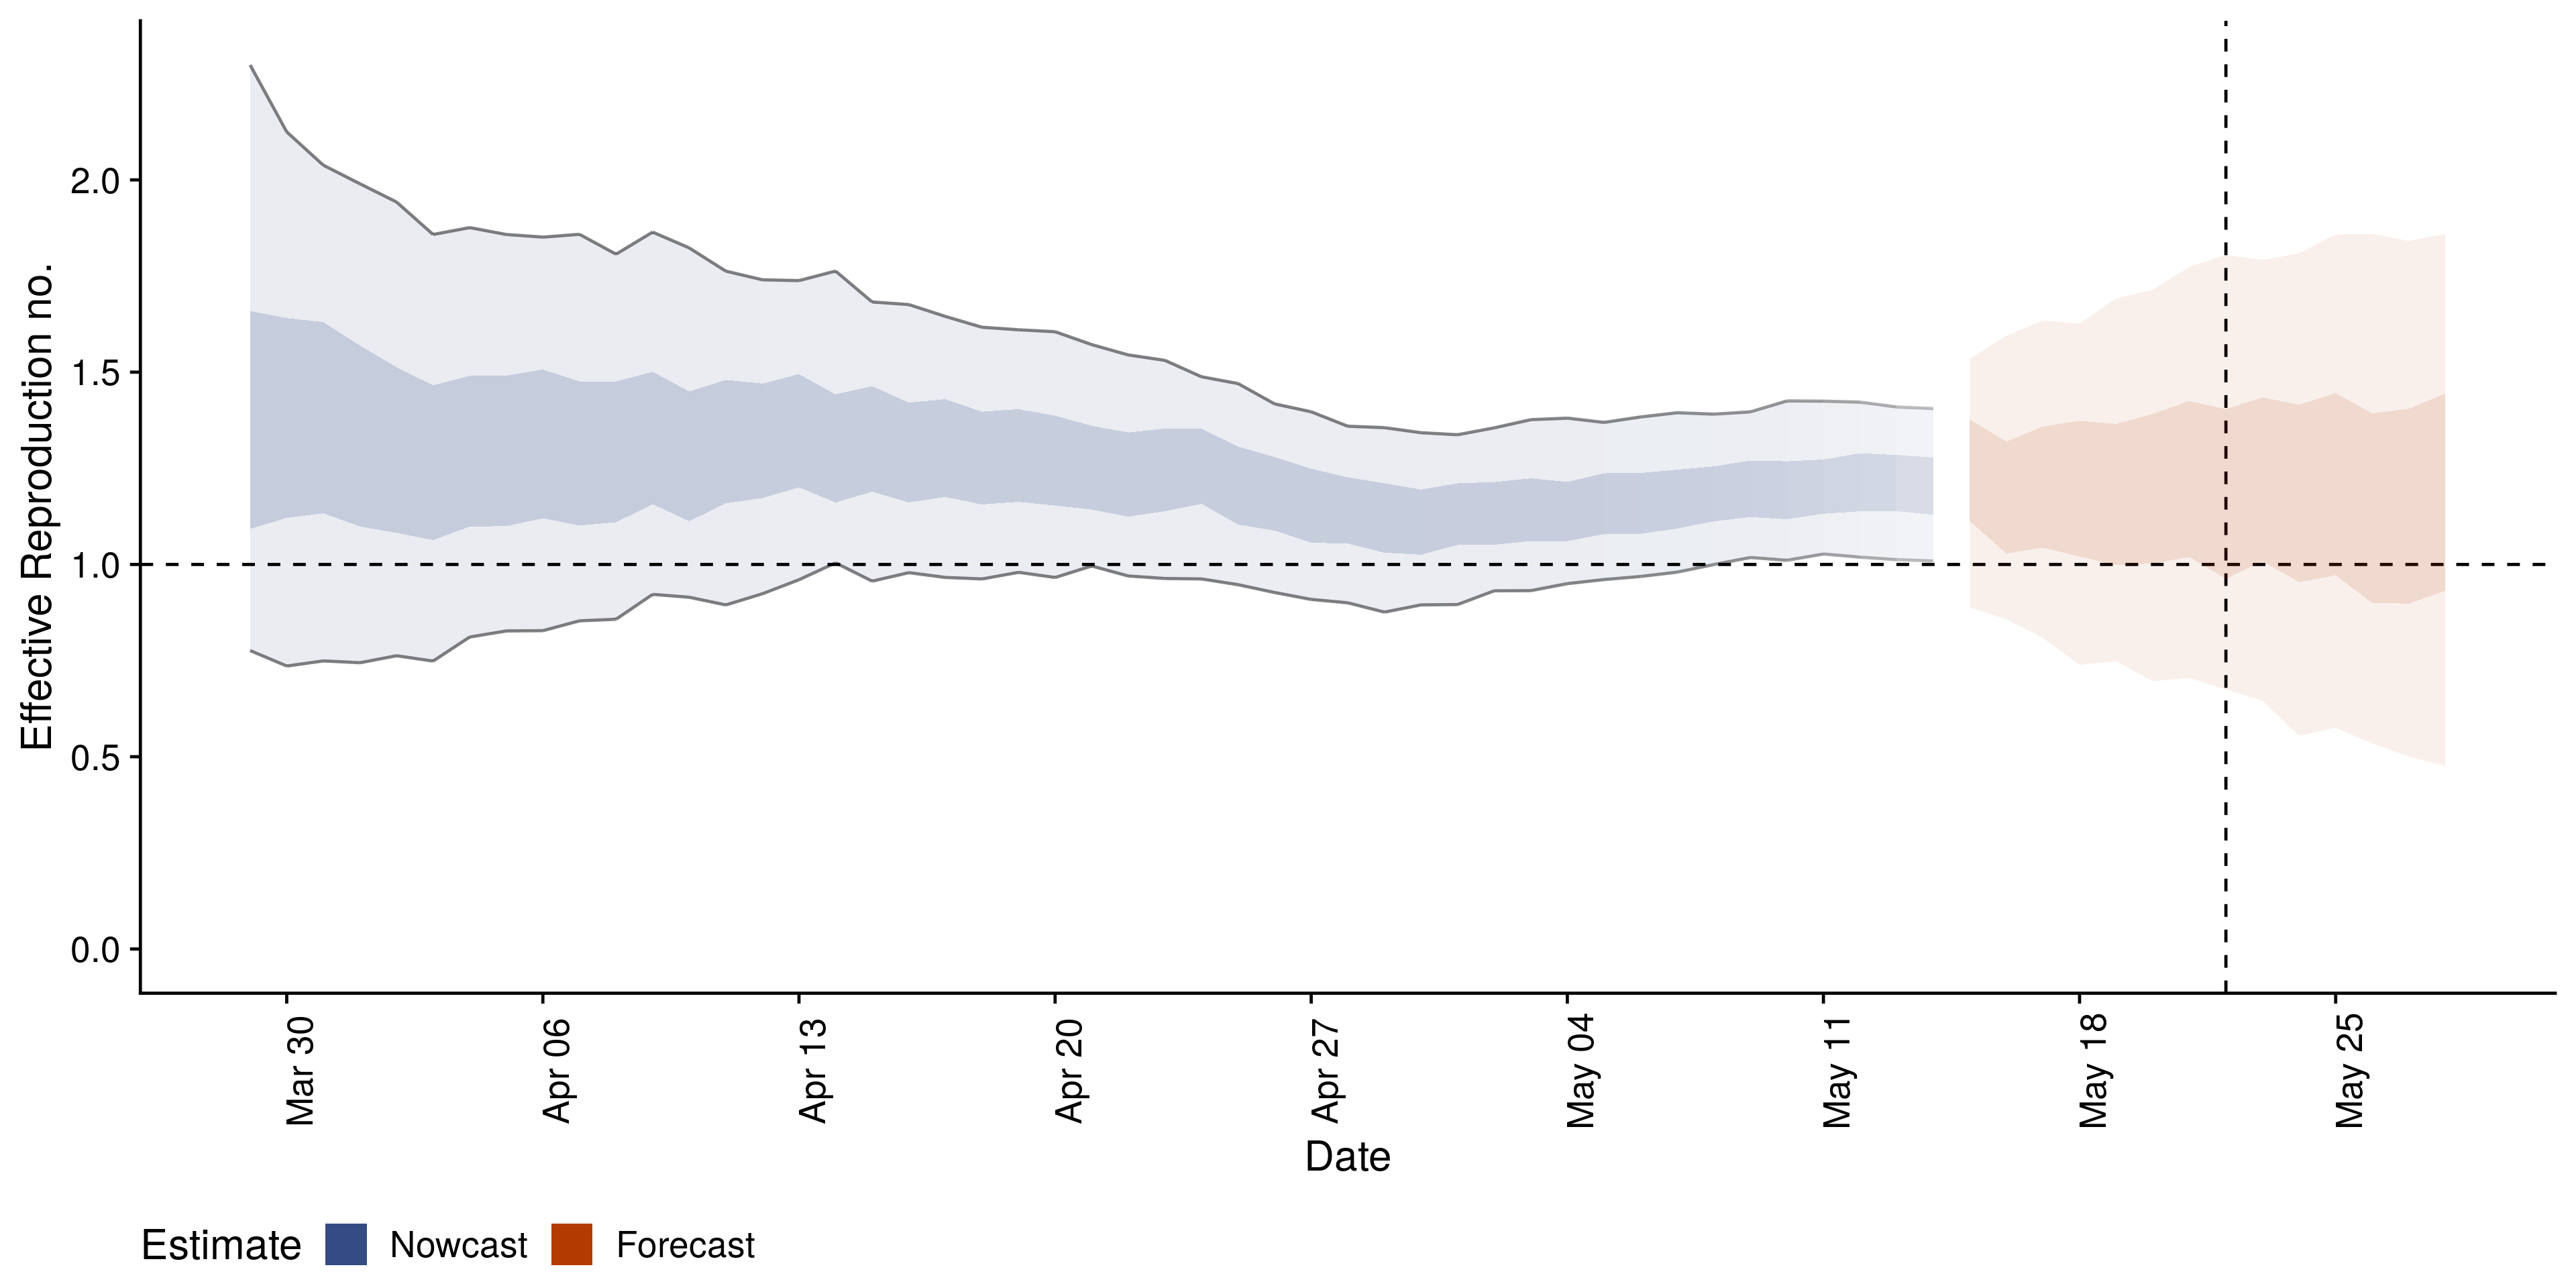 Effective Reproduction no.
2.0
1.5
1.0
0.5
0.0
Mar 30
Apr 06
Apr 13
Apr 20
Apr 27
May 04
May 11
May 18
May 25
Date
Estimate Nowcast Forecast